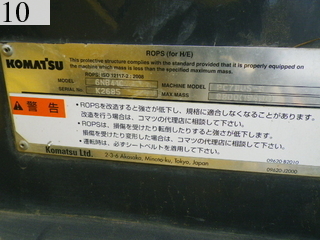 10
ROPS (for H/E)
KOMATSU
This protective structure complies with the standard provided that it is properly equipped on
the machine which mass is less than the specified maximum mass.
ROPS; ISO 12117-2 : 2008
MODEL
SERIAL No. K2685
MACHINE MODEL
MAX MASS
警告
・ROPSを改造すると強さが低下し、規格に適合しなくなることがあります。
改造を行う場合は、コマツの代理店に相談して下さい。
・ROPSは、損傷を受けたり転倒したりすると強さが低下します。
損傷を受けた場合は、コマツの代理店に相談して下さい。
・運転時は、必ずシートベルトを着用して下さい。
Komatsu Ltd. 2-3-6 Akasaka, Minato-ku, Tokyo, Japan
09620-B2010
09620-J2000